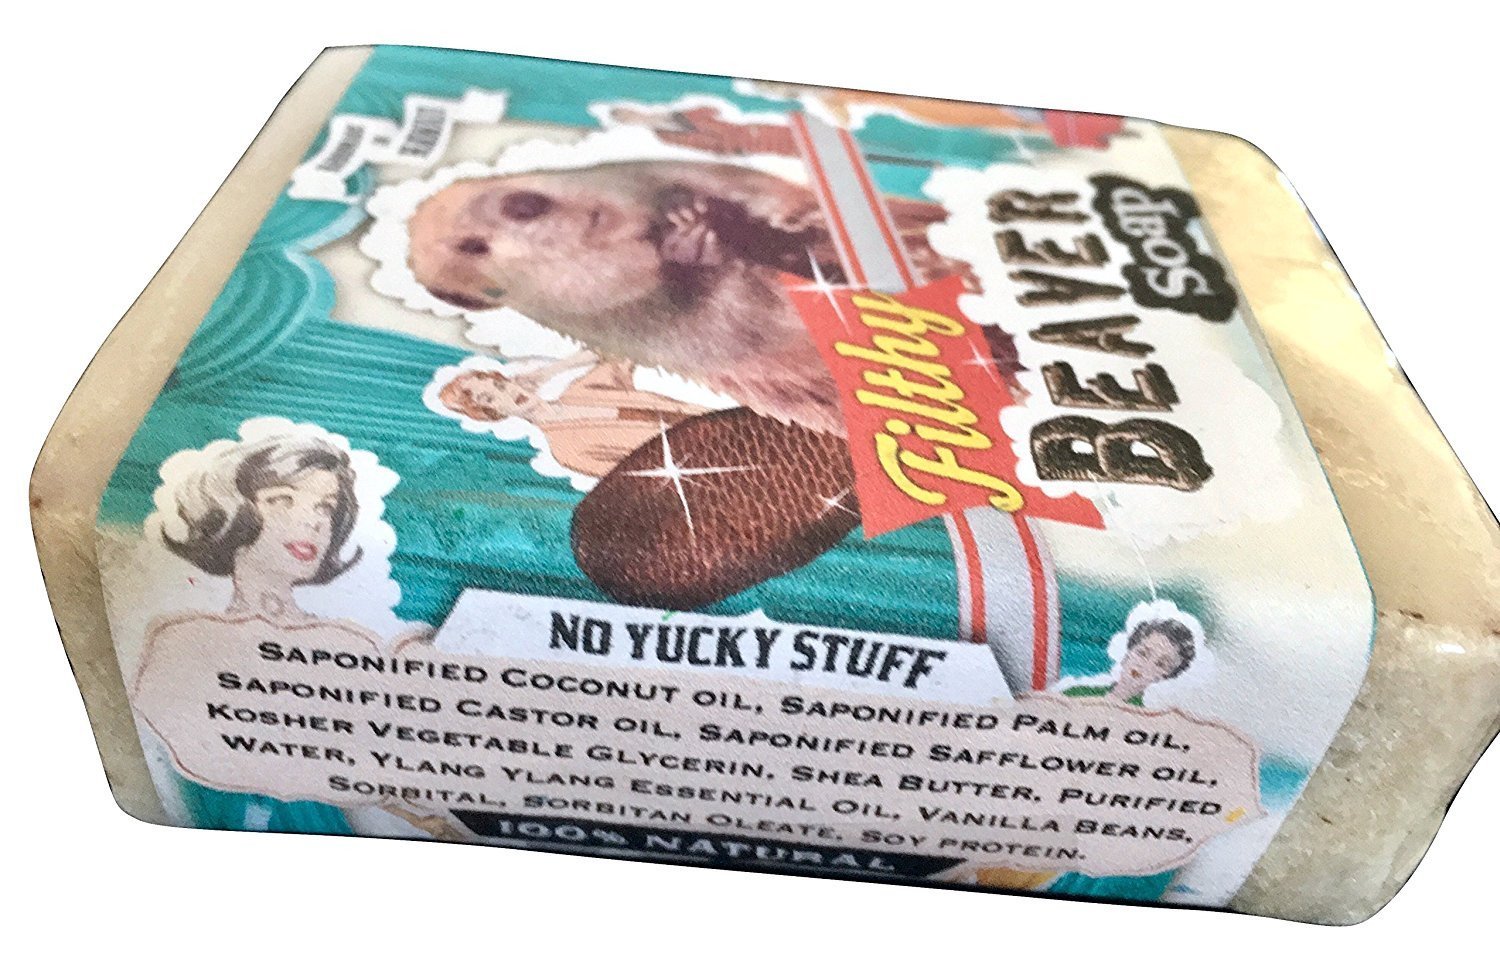 Filthy
BEAVER
soap
NO YUCKY STUFF
SAPONIFIED COCONUT OIL, SAPONIFIED PALM OIL,
SAPONIFIED CASTOR OIL, SAPONIFIED SAFFLOWER OIL,
KOSHER VEGETABLE GLYCERIN, SHEA BUTTER, PURIFIED
WATER, YLANG YLANG ESSENTIAL OIL, VANILLA BEANS,
SORBITAL, SORBITAN OLEATE, SOY PROTEIN.
100% NATURAL